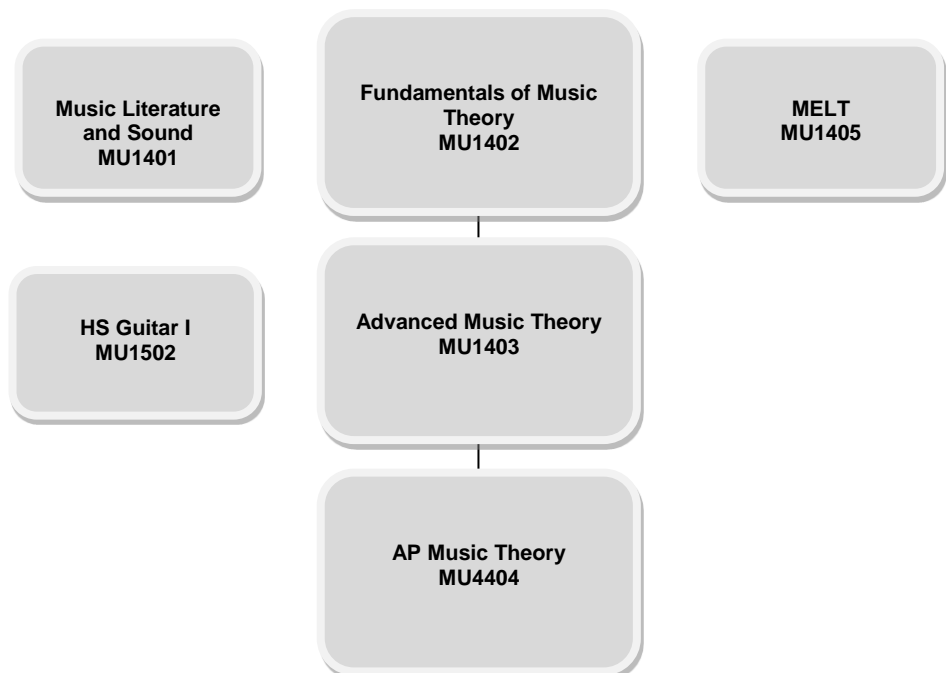 Music Literature
and Sound
MU1401
Fundamentals of Music
Theory
MU1402
MELT
MU1405
HS Guitar I
MU1502
Advanced Music Theory
MU1403
AP Music Theory
MU4404